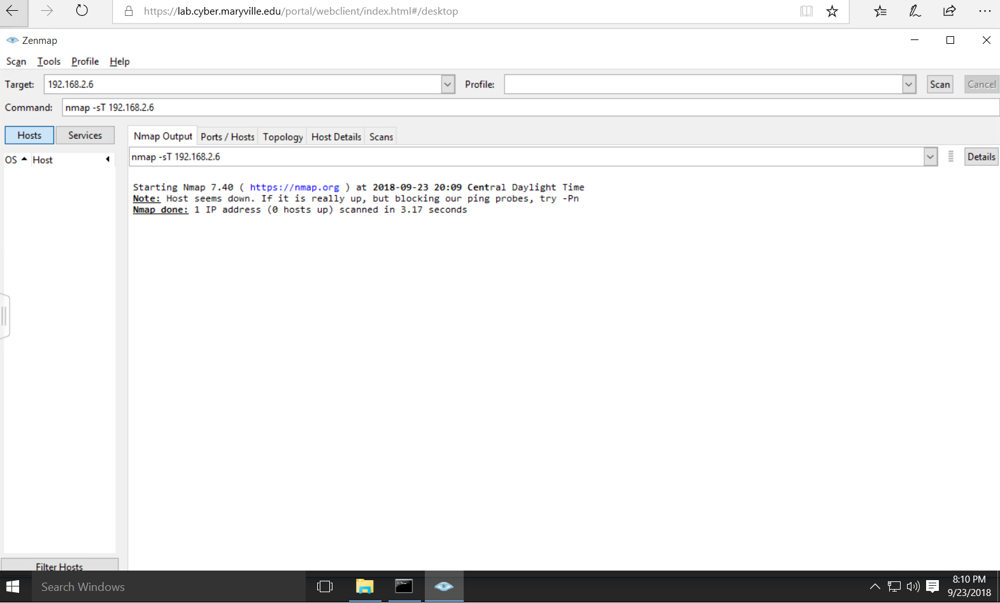 https://lab.cyber.maryville.edu/portal/webclient/index.html#/desktop
Zenmap
Scan Tools Profile Help
Target: 192.168.2.6 Profile: Scan Cancel
Command: nmap -sT 192.168.2.6
Hosts Services Nmap Output Ports / Hosts Topology Host Details Scans
nmap -sT 192.168.2.6 Details
OS Host
Starting Nmap 7.40 ( https://nmap.org ) at 2018-09-23 20:09 Central Daylight Time
Note: Host seems down. If it is really up, but blocking our ping probes, try -Pn
Nmap done: 1 IP address (0 hosts up) scanned in 3.17 seconds
Filter Hosts
Search Windows
8:10 PM
9/23/2018